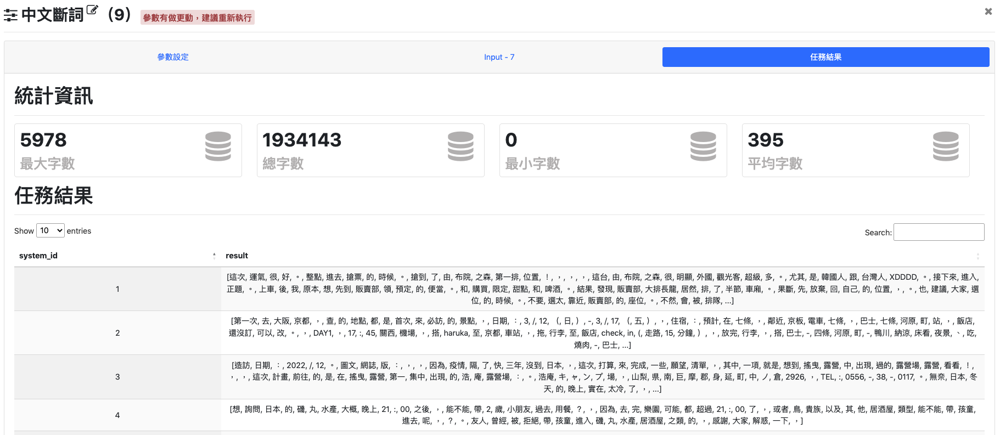 中文斷詞 (9) 參數有做更動，建議重新執行
參數設定 Input - 7 任務結果
統計資訊
5978 1934143 0 395
最大字數 總字數 最小字數 平均字數
任務結果
Show 10 entries Search:
system_id result
[這次, 運氣, 很, 好, 。, 整點, 進去, 搶票, 的, 時候, 。, 搶到, 了, 由, 布院, 之森, 第一排, 位置, ！, ，, ，, ，, 這台, 由, 布院, 之森, 很, 明顯, 外國, 觀光客, 超級, 多, 。, 尤其, 是, 韓國人, 跟, 台灣人, XDDDD, 。, 接下來, 進入,
1 正題, 。, 上車, 後, 我, 原本, 想, 先到, 販賣部, 領, 預定, 的, 便當, 。, 和, 購買, 限定, 甜點, 和, 啤酒, 。, 結果, 發現, 販賣部, 大排長龍, 居然, 排, 了, 半節, 車廂, 。, 果斷, 先, 放棄, 回, 自己, 的, 位置, ，, 。, 也, 建議, 大家, 選
位, 的, 時候, 。, 不要, 選太, 靠近, 販賣部, 的, 座位, 。, 不然, 會, 被, 排隊, ...]
[第一次, 去, 大阪, 京都, ，, 查, 的, 地點, 都, 是, 首次, 來, 必訪, 的, 景點, ，, 日期, ：, 3, /, 12, （, 日, ）, -, 3, /, 17, （, 五, ）, ，, 住宿, ：, 預計, 在, 七條, ，, 鄰近, 京板, 電車, 七條, ，, 巴士, 七條, 河原, 町, 站, ，, 飯店,
2 還沒訂, 可以, 改, 。, ，, DAY1, ，, 17, :, 45, 關西, 機場, ，, 搭, haruka, 至, 京都, 車站, ，, 拖, 行李, 至, 飯店, check, in, (, 走路, 15, 分鐘, ）, ，, 放完, 行李, ，, 搭, 巴士, -, 四條, 河原, 町, -, 鴨川, 納涼, 床看, 夜景, 、, 吃,
燒肉, -, 巴士, ...]
[造訪, 日期, ：, 2022, /, 12, 。, 圖文, 網誌, 版, ：, ，, ，, 因為, 疫情, 隔, 了, 快, 三年, 沒到, 日本, ，, 這次, 打算, 來, 完成, 一些, 願望, 清單, ，, 其中, 一項, 就是, 想到, 搖曳, 露營, 中, 出現, 過的, 露營場, 露營, 看看, ！,
3 ，, ，, 這次, 計畫, 前往, 的, 是, 在, 搖曳, 露營, 第一, 集中, 出現, 的, 浩, 庵, 露營場, ：, 。, 浩庵, キ, ャ, ン, プ, 場, ，, 山梨, 県, 南, 巨, 摩, 郡, 身, 延, 町, 中, ノ, 倉, 2926, ，, TEL, :, 0556, -, 38, -, 0117, 。, 無奈, 日本, 冬
天, 的, 晚上, 實在, 太冷, 了, ，, ...]
[想, 詢問, 日本, 的, 磯, 丸, 水產, 大概, 晚上, 21, :, 00, 之後, ，, 能不能, 帶, 2, 歲, 小朋友, 過去, 用餐, ？, ，, 因為, 去, 完, 樂園, 可能, 都, 超過, 21, :, 00, 了, ，, 或者, 鳥, 貴族, 以及, 其, 他, 居酒屋, 類型, 能不能, 帶, 孩童,
4 進去, 呢, ，, ？, 。, 友人, 曾經, 被, 拒絕, 帶, 孩童, 進入, 磯, 丸, 水產, 居酒屋, 之類, 的, ，, 感謝, 大家, 解惑, 一下, ，]